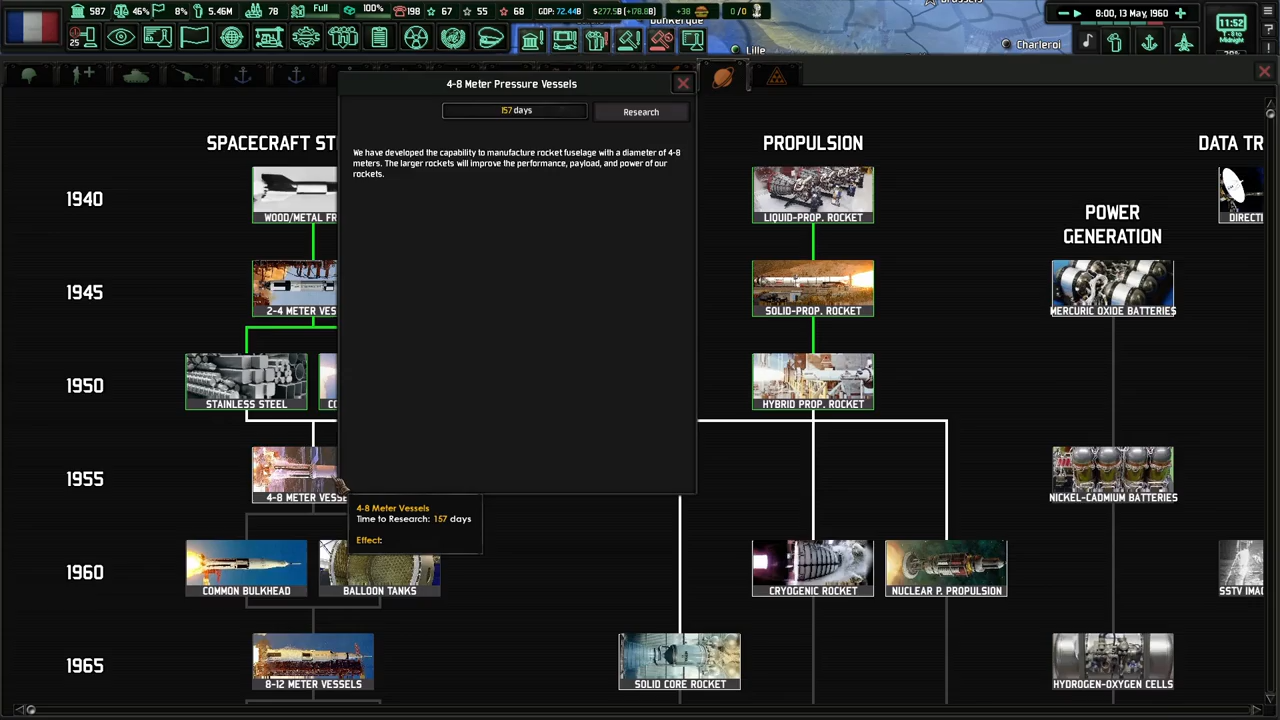 587 46% 8% 5.46M 78 Full 100% 198 67 55 68 GDP: 72.44B $277.5B (+178.8B) +38 0/0
8:00, 13 May, 1960
11:52
25
Dunkerque
Lille
Charleroi
4-8 Meter Pressure Vessels
157 days
Research
We have developed the capability to manufacture rocket fuselage with a diameter of 4-8
meters. The larger rockets will improve the performance, payload, and power of our
rockets.
SPACECRAFT ST
PROPULSION
DATA TR
POWER
GENERATION
1940
WOOD/METAL FR
LIQUID-PROP. ROCKET
DIRECTI
1945
2-4 METER VES
SOLID-PROP. ROCKET
MERCURIC OXIDE BATTERIES
1950
STAINLESS STEEL
HYBRID PROP. ROCKET
1955
4-8 METER VESSE
NICKEL-CADMIUM BATTERIES
4-8 Meter Vessels
Time to Research: 157 days
Effect:
1960
COMMON BULKHEAD
BALLOON TANKS
CRYOGENIC ROCKET
NUCLEAR P. PROPULSION
SSTV IMA
1965
8-12 METER VESSELS
SOLID CORE ROCKET
HYDROGEN-OXYGEN CELLS